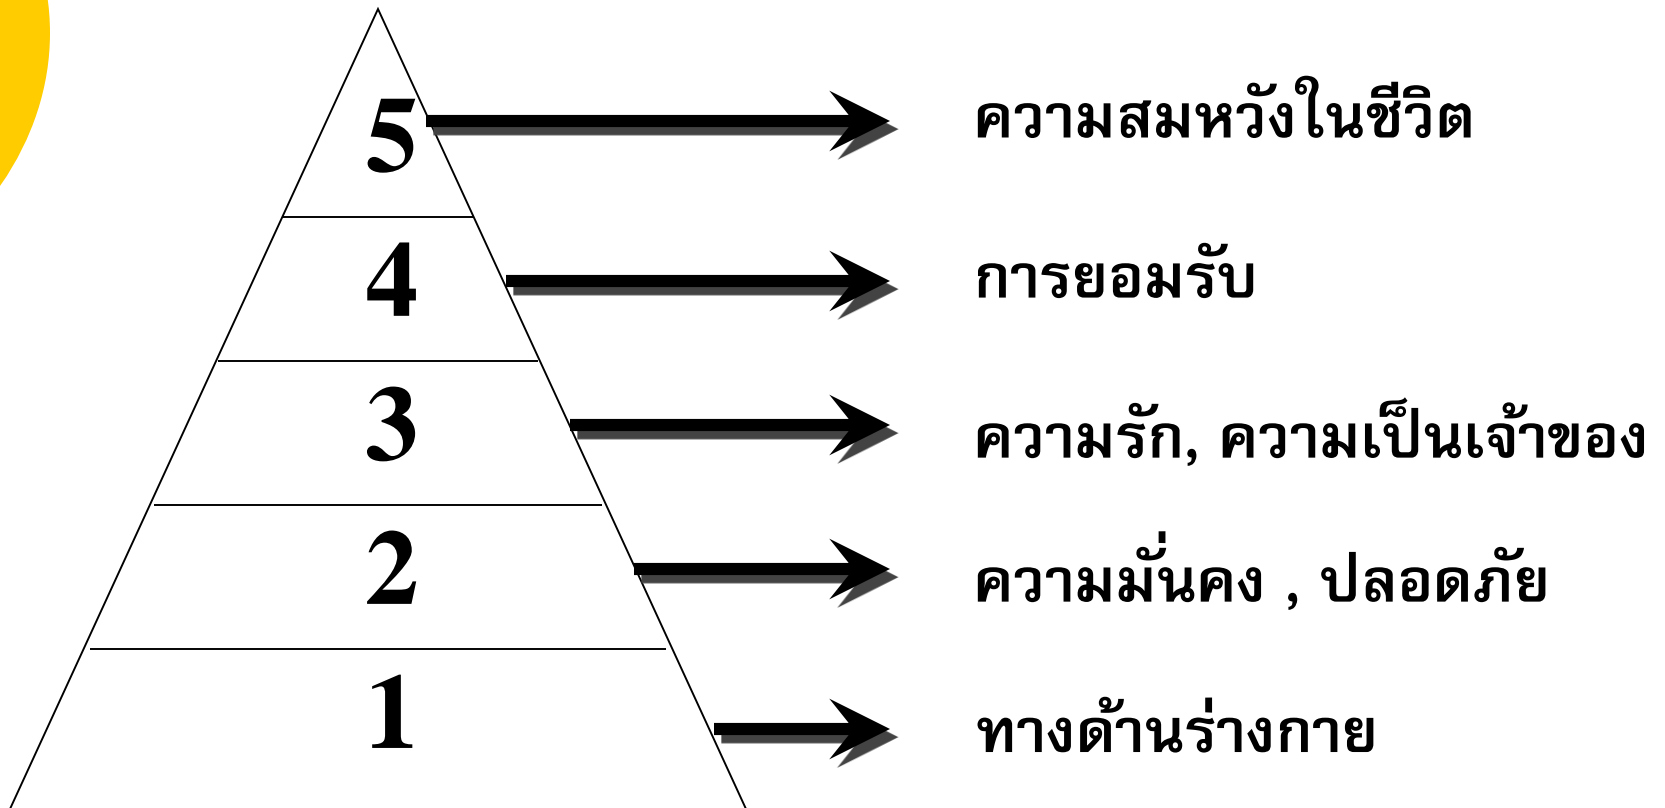 5 ความสมหวังในชีวิต
4 การยอมรับ
3 ความรัก, ความเป็นเจ้าของ
2 ความมั่นคง , ปลอดภัย
1 ทางด้านร่างกาย